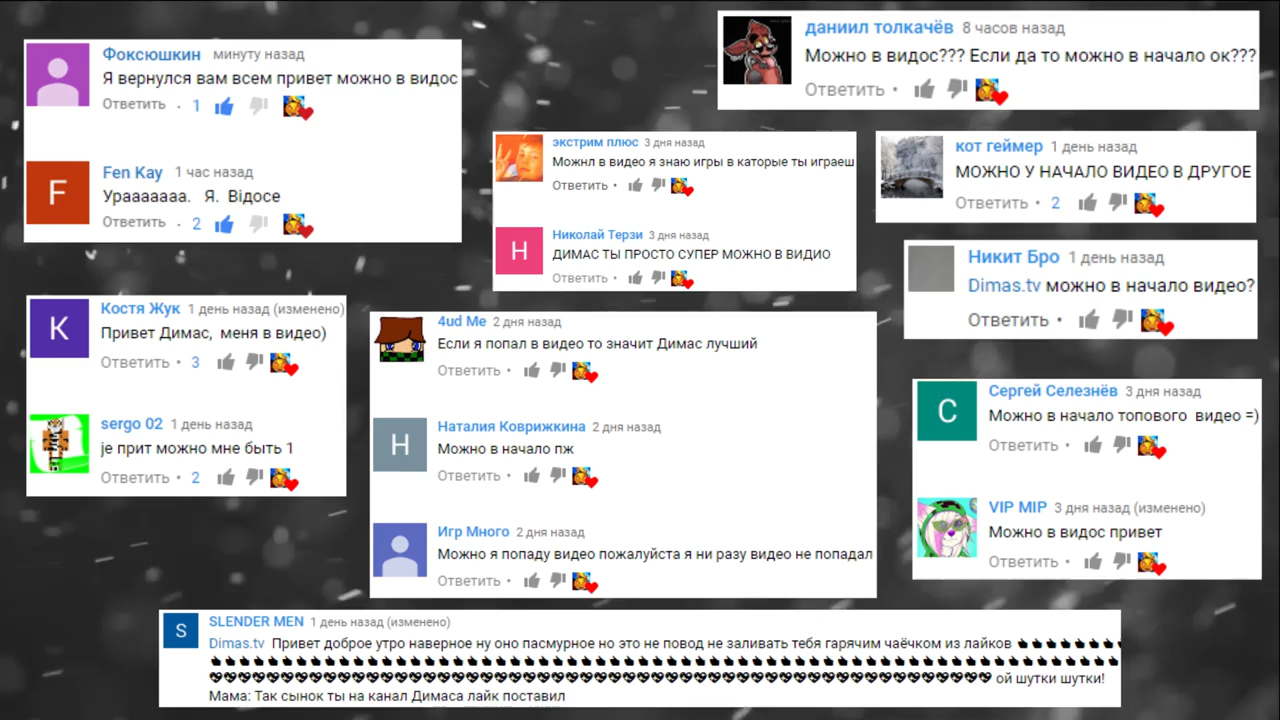 Фоксюшкин минуту назад
Я вернулся вам всем привет можно в видос
Ответить · 1
Fen Kay 1 час назад
F
Урааааааа. Я. Відосе
Ответить · 2
даниил толкачёв 8 часов назад
Можно в видос??? Если да то можно в начало ок???
Ответить ·
экстрим плюс 3 дня назад
Можнл в видео я знаю игры в каторые ты играеш
Ответить ·
Николай Терзи 3 дня назад
Н
ДИМАС ТЫ ПРОСТО СУПЕР МОЖНО В ВИДИО
Ответить ·
кот геймер 1 день назад
МОЖНО У НАЧАЛО ВИДЕО В ДРУГОЕ
Ответить · 2
Никит Бро 1 день назад
Dimas.tv можно в начало видео?
Ответить ·
Костя Жук 1 день назад (изменено)
К
Привет Димас, меня в видео)
Ответить · 3
sergo 02 1 день назад
je прит можно мне быть 1
Ответить · 2
4ud Me 2 дня назад
Если я попал в видео то значит Димас лучший
Ответить ·
Наталия Коврижкина 2 дня назад
Н
Можно в начало пж
Ответить ·
Игр Много 2 дня назад
Можно я попаду видео пожалуйста я ни разу видео не попадал
Ответить ·
Сергей Селезнёв 3 дня назад
С
Можно в начало топового видео =)
Ответить ·
VIP MIP 3 дня назад (изменено)
Можно в видос привет
Ответить ·
SLENDER MEN 1 день назад (изменено)
S
Dimas.tv Привет доброе утро наверное ну оно пасмурное но это не повод не заливать тебя гарячим чаёчком из лайков
ой шутки шутки!
Мама: Так сынок ты на канал Димаса лайк поставил